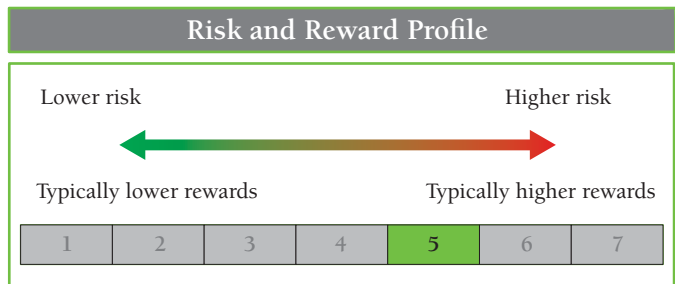 Risk and Reward Profile
Lower risk Higher risk
Typically lower rewards Typically higher rewards
1 2 3 4 5 6 7